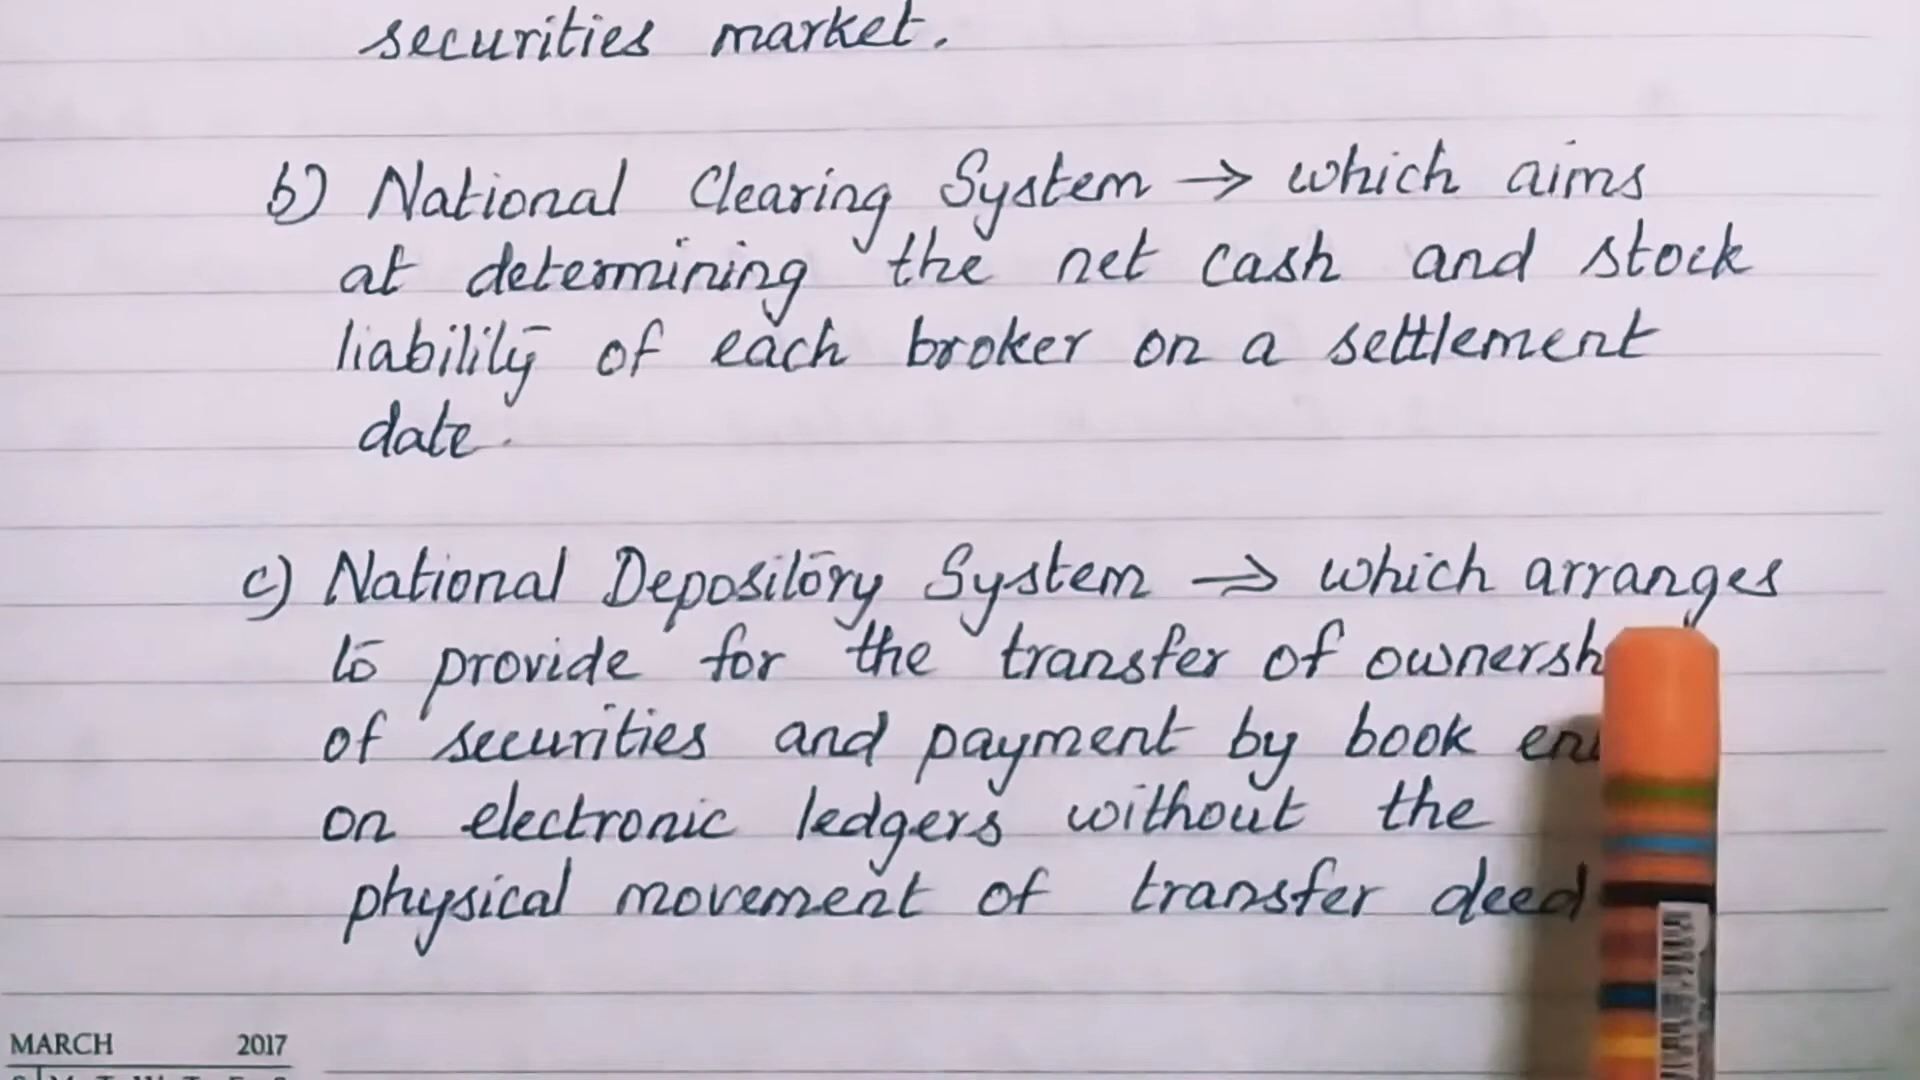 securities market.
b) National Clearing System → which aims
at determining the net cash and stock
liability of each broker on a settlement
date.
c) National Depository System ⇒ which arranges
to provide for the transfer of
of securities and payment by book
on electronic ledgers without the
physical movement of transfer deed
MARCH 2017